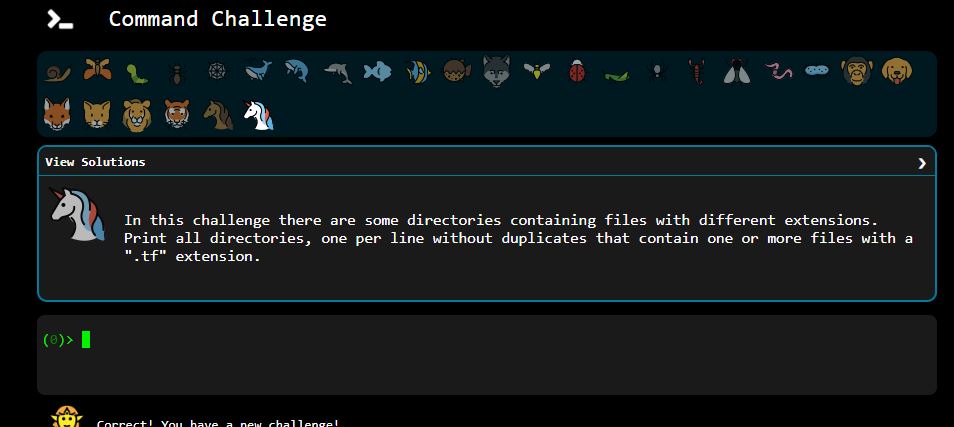 Command Challenge
View Solutions
In this challenge there are some directories containing files with different extensions.
Print all directories, one per line without duplicates that contain one or more files with a
".tf" extension.
(0)>
Correct! You have a new challenge!